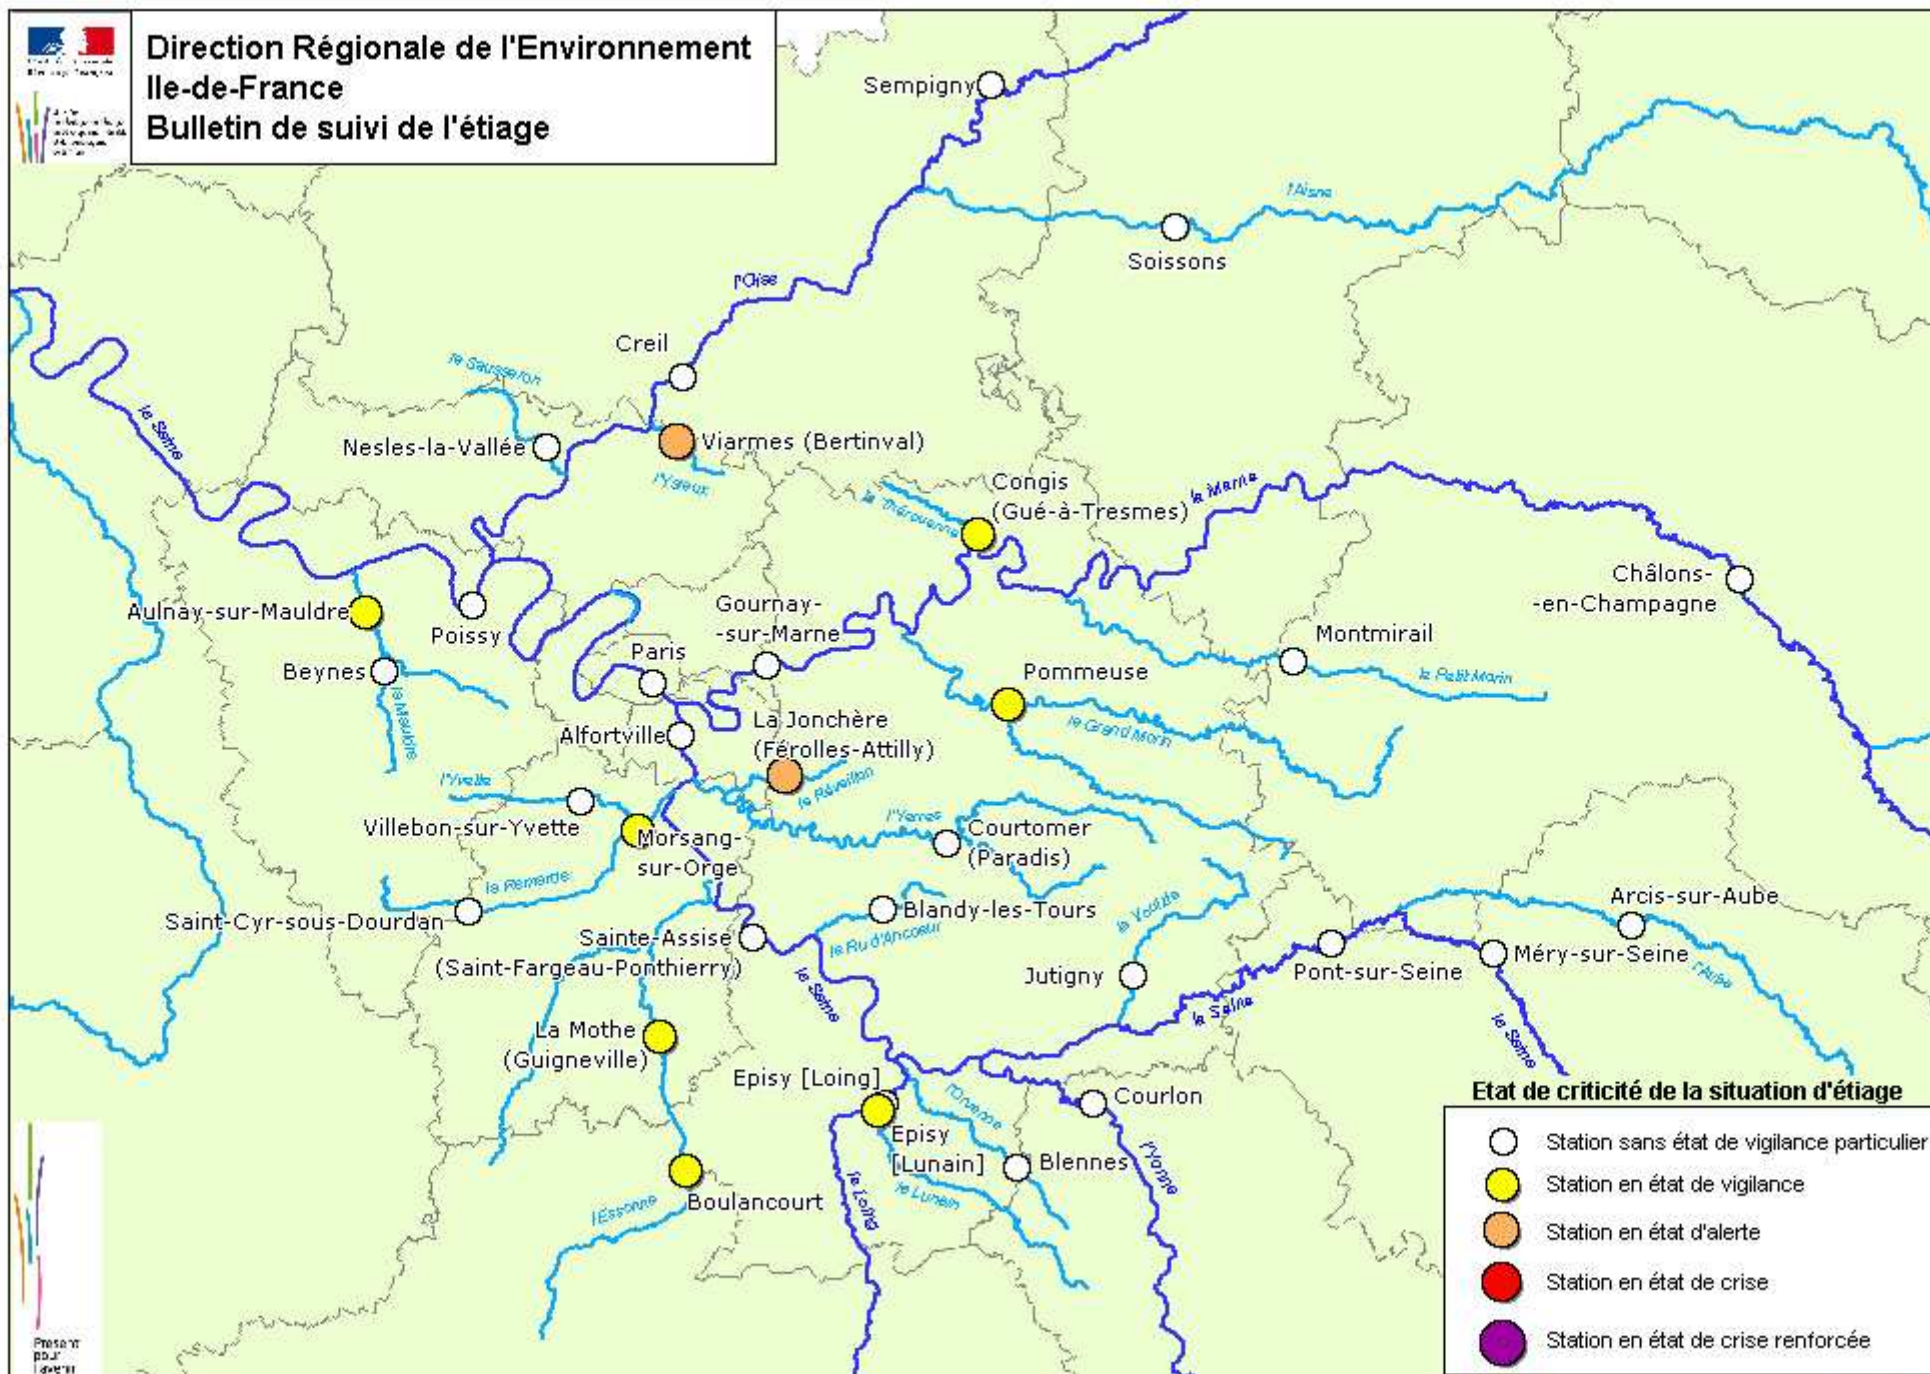 Direction Régionale de l'Environnement
Ile-de-France
Bulletin de suivi de l'étiage
Sempigny
l'Aisne
Soissons
l'Oise
Creil
le Sausseron
la Seine
Nesles-la-Vallée
Viarmes (Bertinval)
l'Ysieux
Congis
(Gué-à-Tresmes)
la Thérouanne
la Marne
Châlons-
-en-Champagne
Aulnay-sur-Mauldre
Poissy
Gournay-
-sur-Marne
Montmirail
Paris
Beynes
Pommeuse
le Petit Morin
la Mauldre
le Grand Morin
Alfortville
La Jonchère
(Férolles-Attilly)
le Réveillon
l'Yvette
Villebon-sur-Yvette
Morsang-
sur-Orge
l'Yerres
Courtomer
(Paradis)
la Rémarde
Saint-Cyr-sous-Dourdan
Blandy-les-Tours
la Voulzie
Arcis-sur-Aube
Sainte-Assise
(Saint-Fargeau-Ponthierry)
le Ru d'Ancoeur
Jutigny
Pont-sur-Seine
Méry-sur-Seine
l'Aube
la Seine
la Seine
la Seine
La Mothe
(Guigneville)
Episy [Loing]
l'Orvanne
Courlon
Episy
[Lunain]
Blennes
l'Yonne
le Lunain
le Loing
Boulancourt
l'Essonne
Etat de criticité de la situation d'étiage
Station sans état de vigilance particulier
Station en état de vigilance
Station en état d'alerte
Station en état de crise
Station en état de crise renforcée
Présent
pour
l'avenir